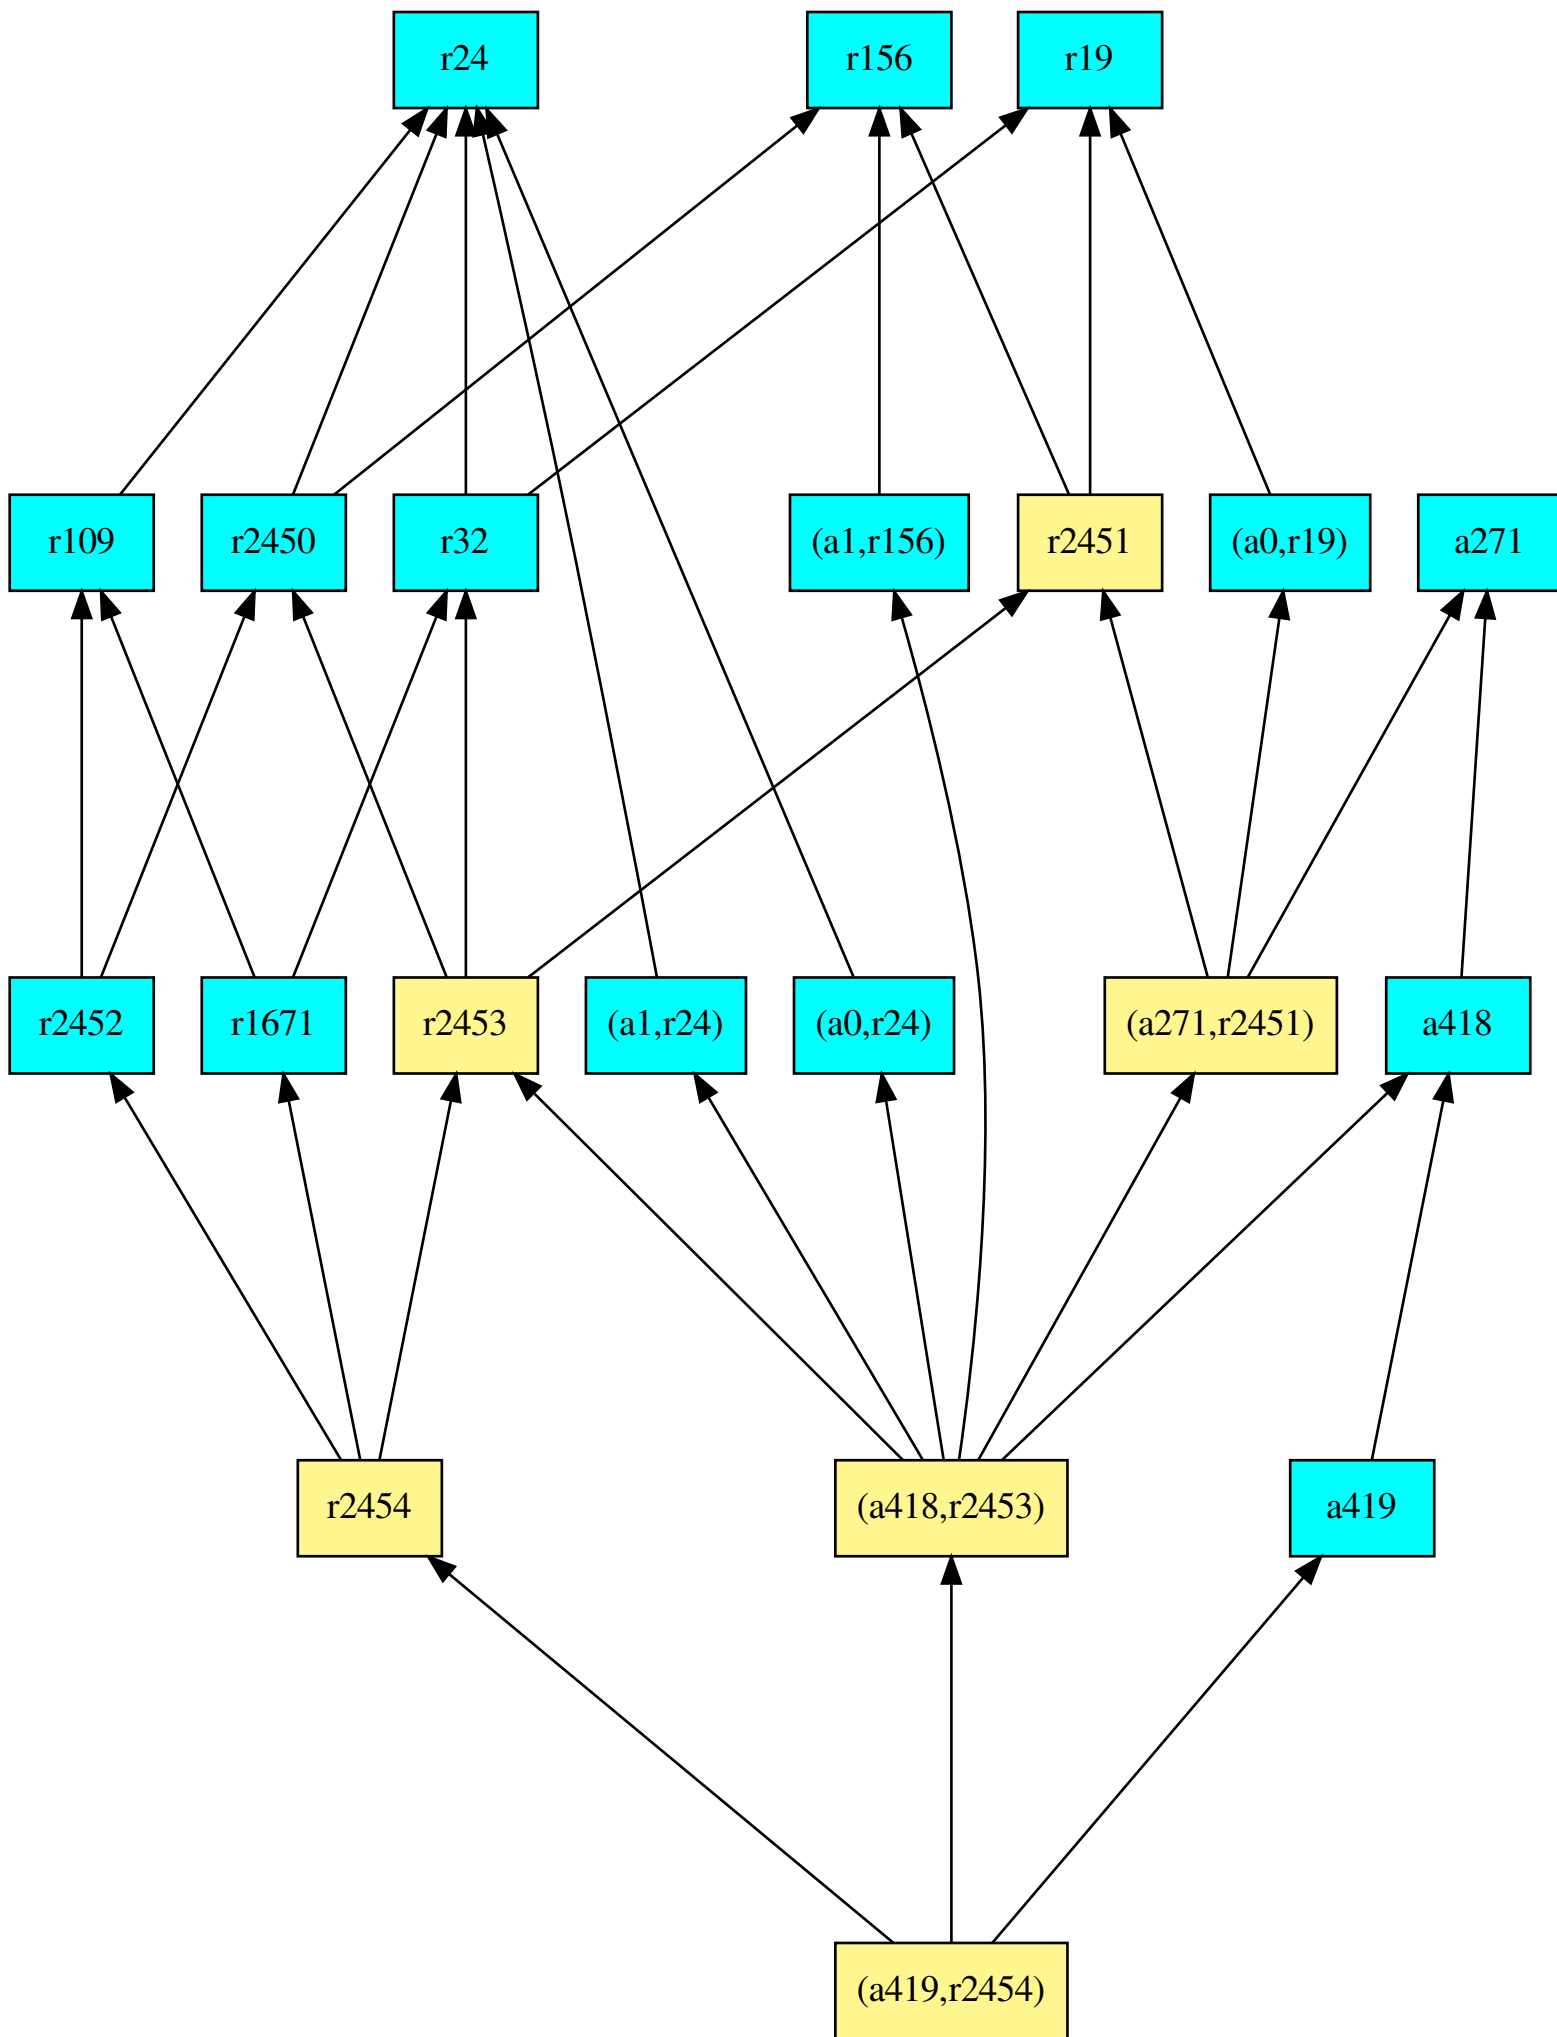 r24
r156
r19
r109
r2450
r32
(a1,r156)
r2451
(a0,r19)
a271
r2452
r1671
r2453
(a1,r24)
(a0,r24)
(a271,r2451)
a418
r2454
(a418,r2453)
a419
(a419,r2454)